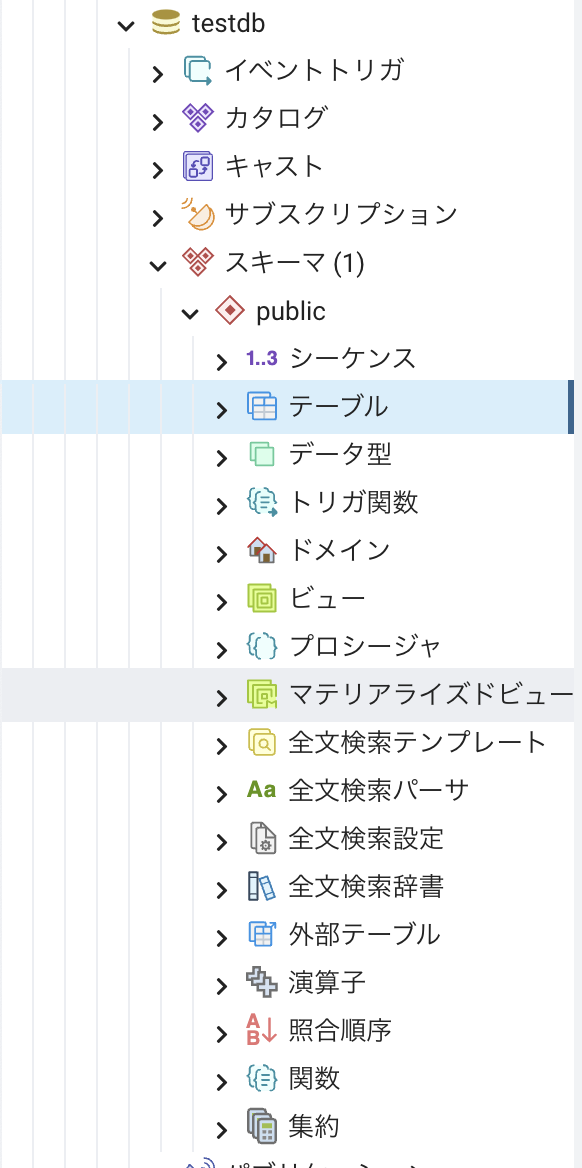 testdb
イベントトリガ
カタログ
キャスト
サブスクリプション
スキーマ (1)
public
1..3 シーケンス
テーブル
データ型
トリガ関数
ドメイン
ビュー
プロシージャ
マテリアライズドビュー
全文検索テンプレート
Aa 全文検索パーサ
全文検索設定
全文検索辞書
外部テーブル
演算子
AB 照合順序
関数
集約